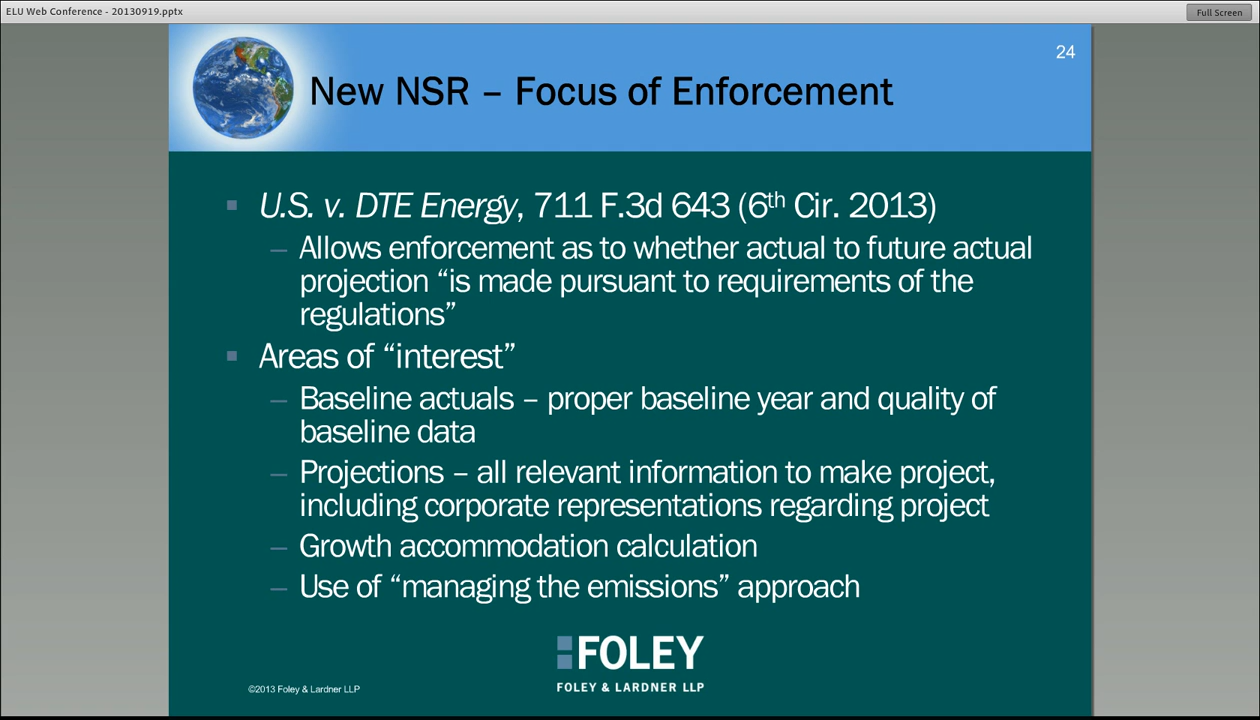 ELU Web Conference - 20130919.pptx
Full Screen
24
New NSR – Focus of Enforcement
U.S. v. DTE Energy, 711 F.3d 643 (6th Cir. 2013)
– Allows enforcement as to whether actual to future actual
projection “is made pursuant to requirements of the
regulations”
Areas of “interest”
– Baseline actuals – proper baseline year and quality of
baseline data
– Projections – all relevant information to make project,
including corporate representations regarding project
– Growth accommodation calculation
– Use of “managing the emissions” approach
FOLEY
FOLEY & LARDNER LLP
©2013 Foley & Lardner LLP